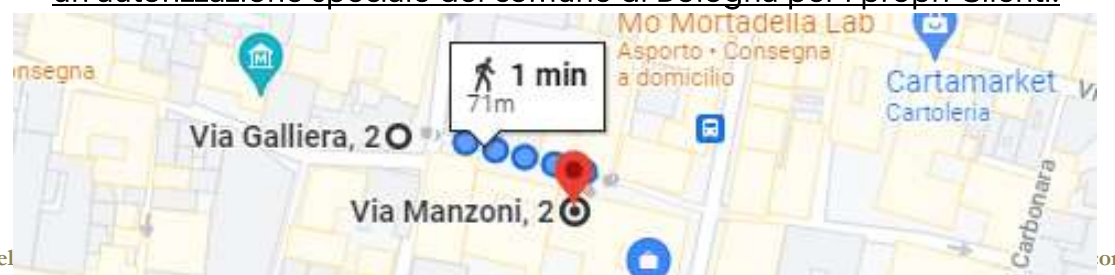 un'autorizzazione speciale del comune di Bologna per i propri Clienti.
Mo Mortadella Lab
Asporto • Consegna
a domicilio
onsegna
1 min
71m
Cartamarket
Cartoleria
Via Galliera, 2
Via Manzoni, 2
Carbonara